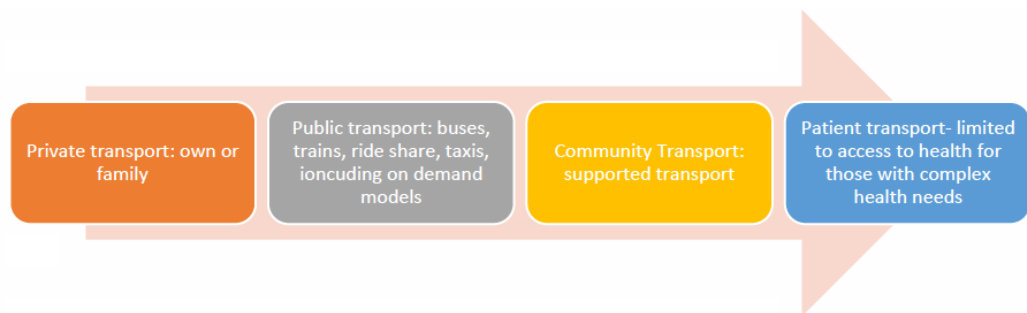 Private transport: own or
family
Public transport: buses,
trains, ride share, taxis,
ioncuding on demand
models
Community Transport:
supported transport
Patient transport- limited
to access to health for
those with complex
health needs